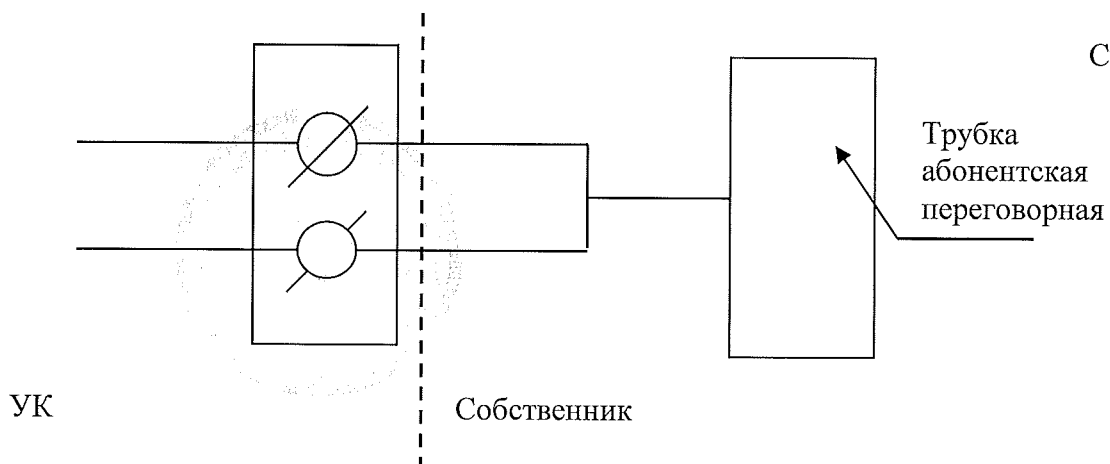 С
Трубка
абонентская
переговорная
УК
Собственник